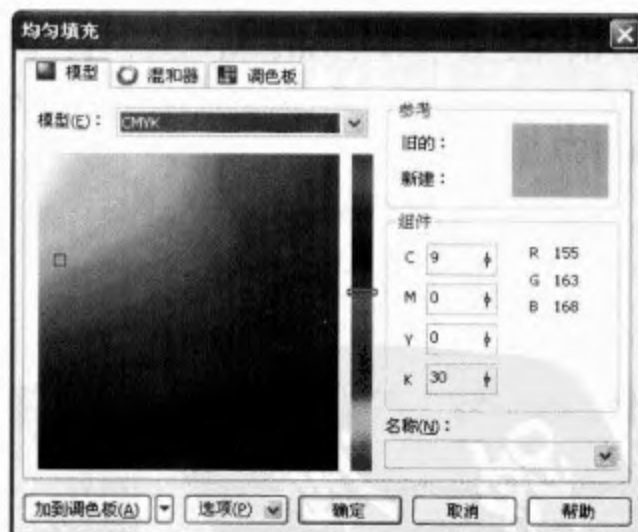 均匀填充
模型 混和器 调色板
模型(E)： CMYK
参考
旧的：
新建：
组件
C 9 R 155
G 163
M 0 B 168
Y 0
K 30
名称(N)：
加到调色板(A) 选项(P) 确定 取消 帮助